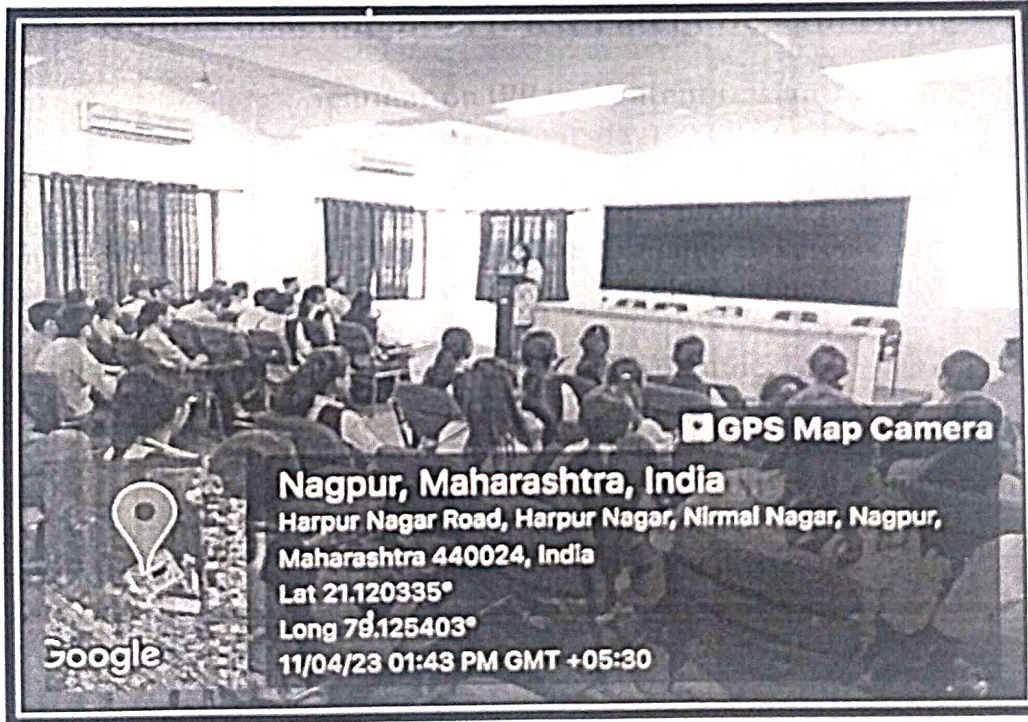 GPS Map Camera
Nagpur, Maharashtra, India
Harpur Nagar Road, Harpur Nagar, Nirmal Nagar, Nagpur,
Maharashtra 440024, India
Lat 21.120335°
Long 79.125403°
11/04/23 01:43 PM GMT +05:30
Google